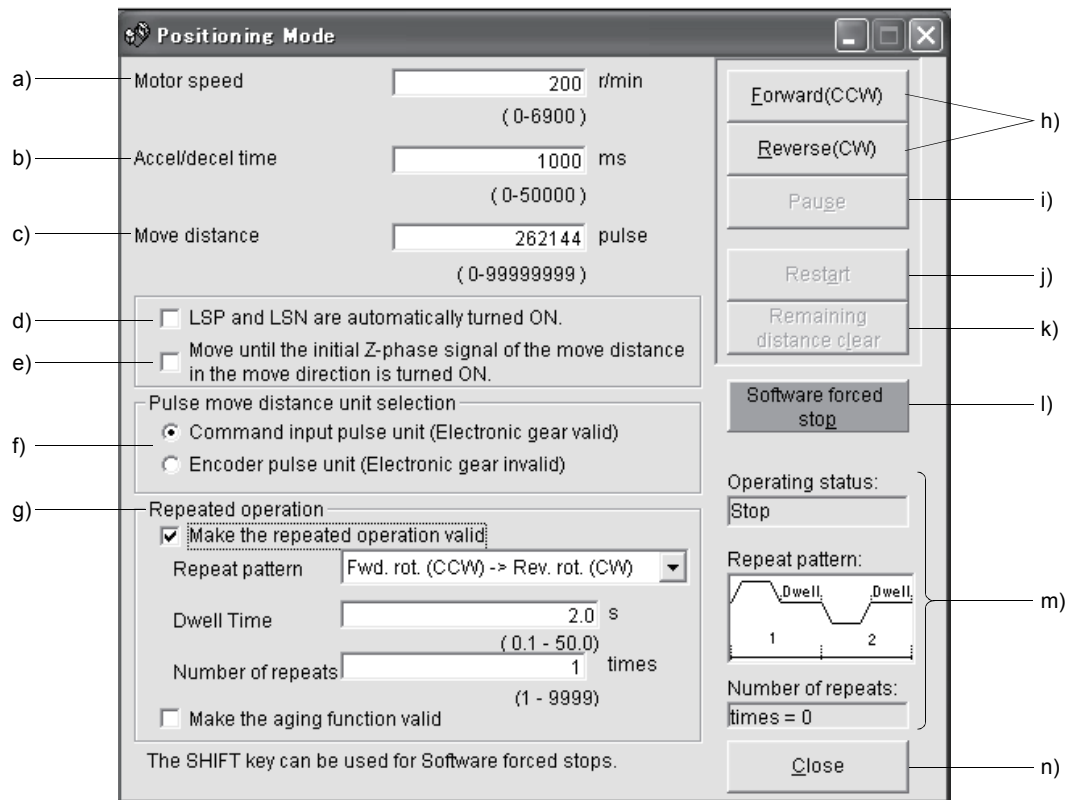 Positioning Mode
a) Motor speed 200 r/min
(0-6900)
b) Accel/decel time 1000 ms
(0-50000)
c) Move distance 262144 pulse
(0-99999999)
d) LSP and LSN are automatically turned ON.
e) Move until the initial Z-phase signal of the move distance
in the move direction is turned ON.
Pulse move distance unit selection
f) Command input pulse unit (Electronic gear valid)
Encoder pulse unit (Electronic gear invalid)
g) Repeated operation
Make the repeated operation valid
Repeat pattern Fwd. rot. (CCW) -> Rev. rot. (CW)
Dwell Time 2.0 s
(0.1 - 50.0)
Number of repeats 1 times
(1 - 9999)
Make the aging function valid
The SHIFT key can be used for Software forced stops.
Forward(CCW)
h)
Reverse(CW)
Pause i)
Restart j)
Remaining
distance clear k)
Software forced
stop l)
Operating status:
Stop
Repeat pattern:
Dwell Dwell
m)
1 2
Number of repeats:
times = 0
Close n)